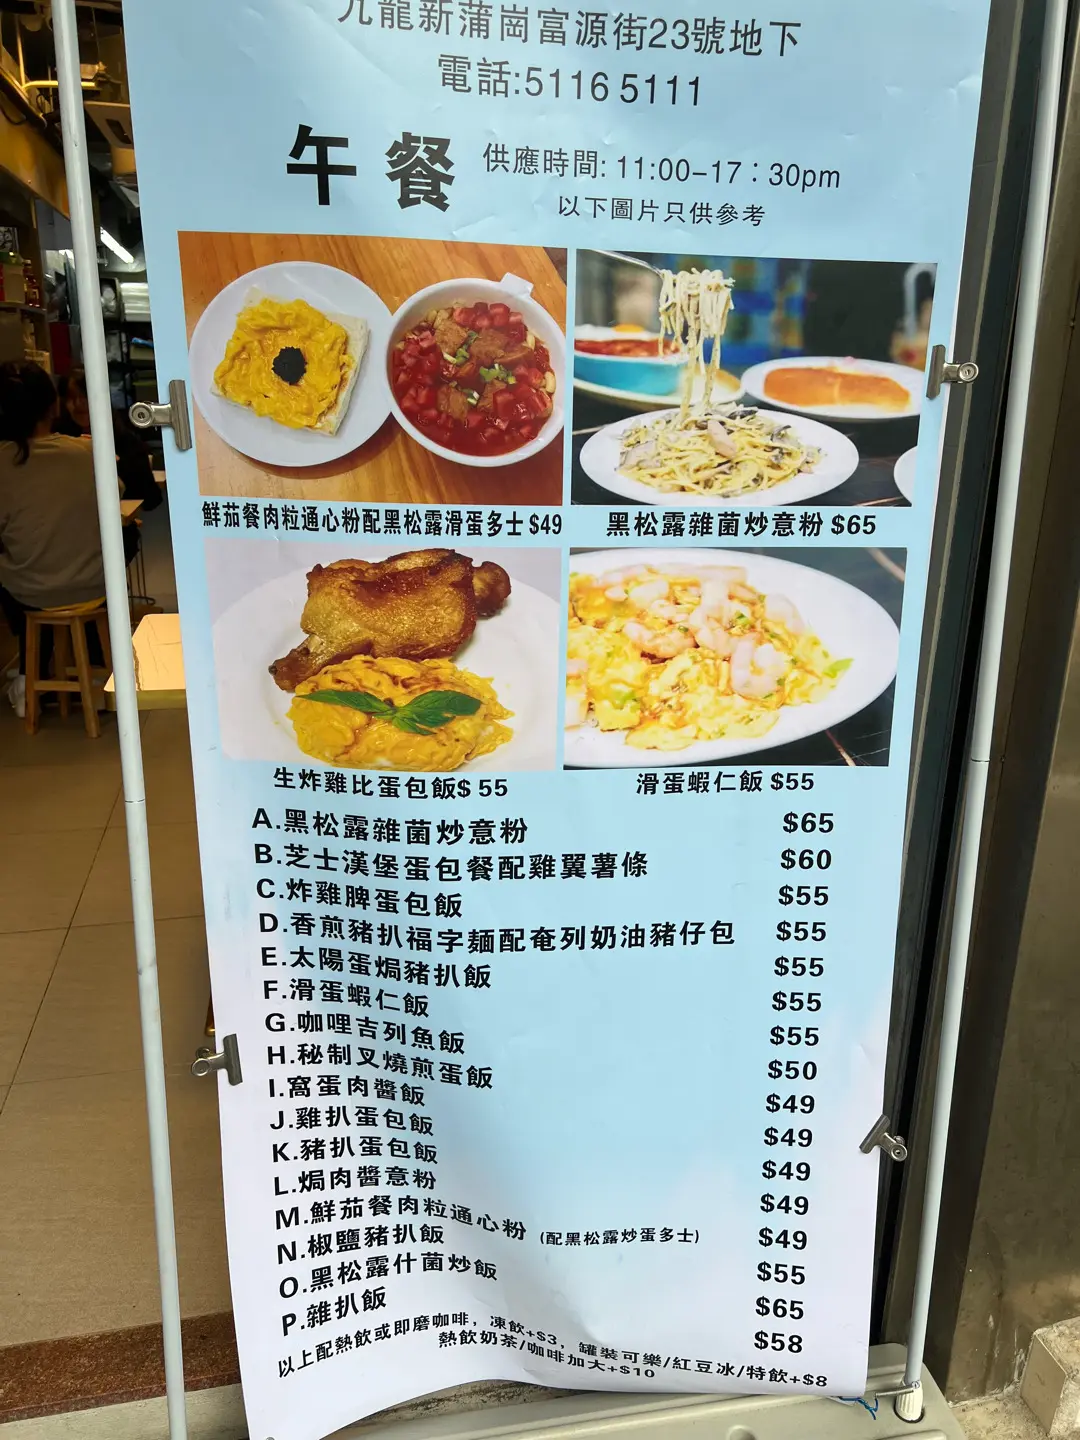 九龍新蒲崗富源街23號地下
電話:5116 5111
午餐 供應時間: 11:00-17：30pm
以下圖片只供參考
鮮茄餐肉粒通心粉配黑松露滑蛋多士 $49
黑松露雜菌炒意粉 $65
生炸雞比蛋包飯$ 55
滑蛋蝦仁飯 $55
A.黑松露雜菌炒意粉 $65
B.芝士漢堡蛋包餐配雞翼薯條 $60
C.炸雞脾蛋包飯 $55
D.香煎豬扒福字麵配奄列奶油豬仔包 $55
E.太陽蛋焗豬扒飯 $55
F.滑蛋蝦仁飯 $55
G.咖哩吉列魚飯 $55
H.秘制叉燒煎蛋飯 $50
I.窩蛋肉醬飯 $49
J.雞扒蛋包飯 $49
K.豬扒蛋包飯 $49
L.焗肉醬意粉 $49
M.鮮茄餐肉粒通心粉 (配黑松露炒蛋多士) $49
N.椒鹽豬扒飯 $55
O.黑松露什菌炒飯 $65
P.雜扒飯 $58
以上配熱飲或即磨咖啡，凍飲+$3，罐裝可樂/紅豆冰/特飲+$8
熱飲奶茶/咖啡加大+$10